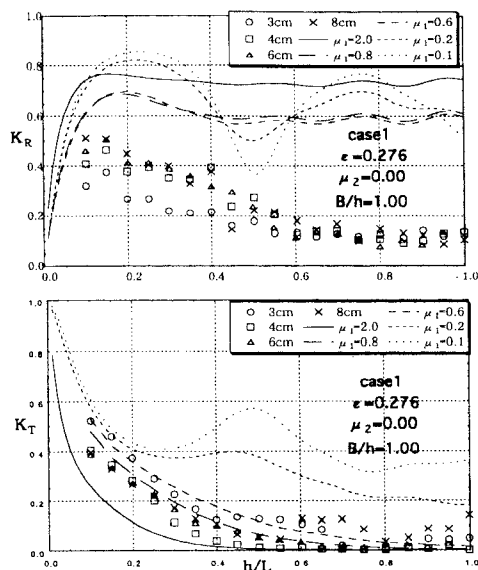 1.0
○ 3cm × 8cm --- μ₁=0.6
□ 4cm — μ₁=2.0 ---- μ₁=0.2
△ 6cm — - μ₁=0.8 ····· μ₁=0.1
0.8
0.6
K_R
0.4
0.2
0.0
case1
ε=0.276
μ₂=0.00
B/h=1.00
0.0 0.2 0.4 0.6 0.8 1.0
1.0
○ 3cm × 8cm --- μ₁=0.6
□ 4cm — μ₁=2.0 ---- μ₁=0.2
△ 6cm — - μ₁=0.8 ····· μ₁=0.1
0.8
0.6
K_T
0.4
0.2
0.0
case1
ε=0.276
μ₂=0.00
B/h=1.00
0.0 0.2 0.4 h/L 0.6 0.8 1.0